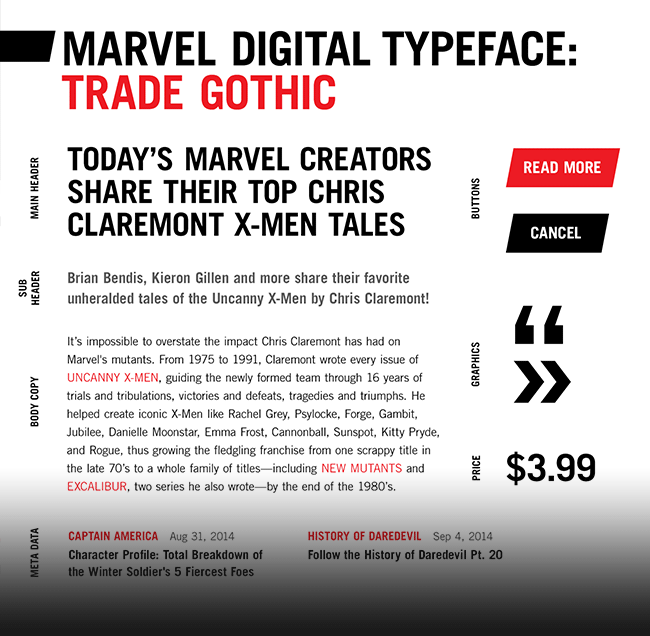 MARVEL DIGITAL TYPEFACE:
TRADE GOTHIC
MAIN HEADER
TODAY’S MARVEL CREATORS
SHARE THEIR TOP CHRIS
CLAREMONT X-MEN TALES
SUB
HEADER
Brian Bendis, Kieron Gillen and more share their favorite
unheralded tales of the Uncanny X-Men by Chris Claremont!
BODY COPY
It’s impossible to overstate the impact Chris Claremont has had on
Marvel's mutants. From 1975 to 1991, Claremont wrote every issue of
UNCANNY X-MEN, guiding the newly formed team through 16 years of
trials and tribulations, victories and defeats, tragedies and triumphs. He
helped create iconic X-Men like Rachel Grey, Psylocke, Forge, Gambit,
Jubilee, Danielle Moonstar, Emma Frost, Cannonball, Sunspot, Kitty Pryde,
and Rogue, thus growing the fledgling franchise from one scrappy title in
the late 70’s to a whole family of titles—including NEW MUTANTS and
EXCALIBUR, two series he also wrote—by the end of the 1980’s.
BUTTONS
READ MORE
CANCEL
GRAPHICS
“
»
PRICE
$3.99
META DATA
CAPTAIN AMERICA Aug 31, 2014
Character Profile: Total Breakdown of
the Winter Soldier's 5 Fiercest Foes
HISTORY OF DAREDEVIL Sep 4, 2014
Follow the History of Daredevil Pt. 20